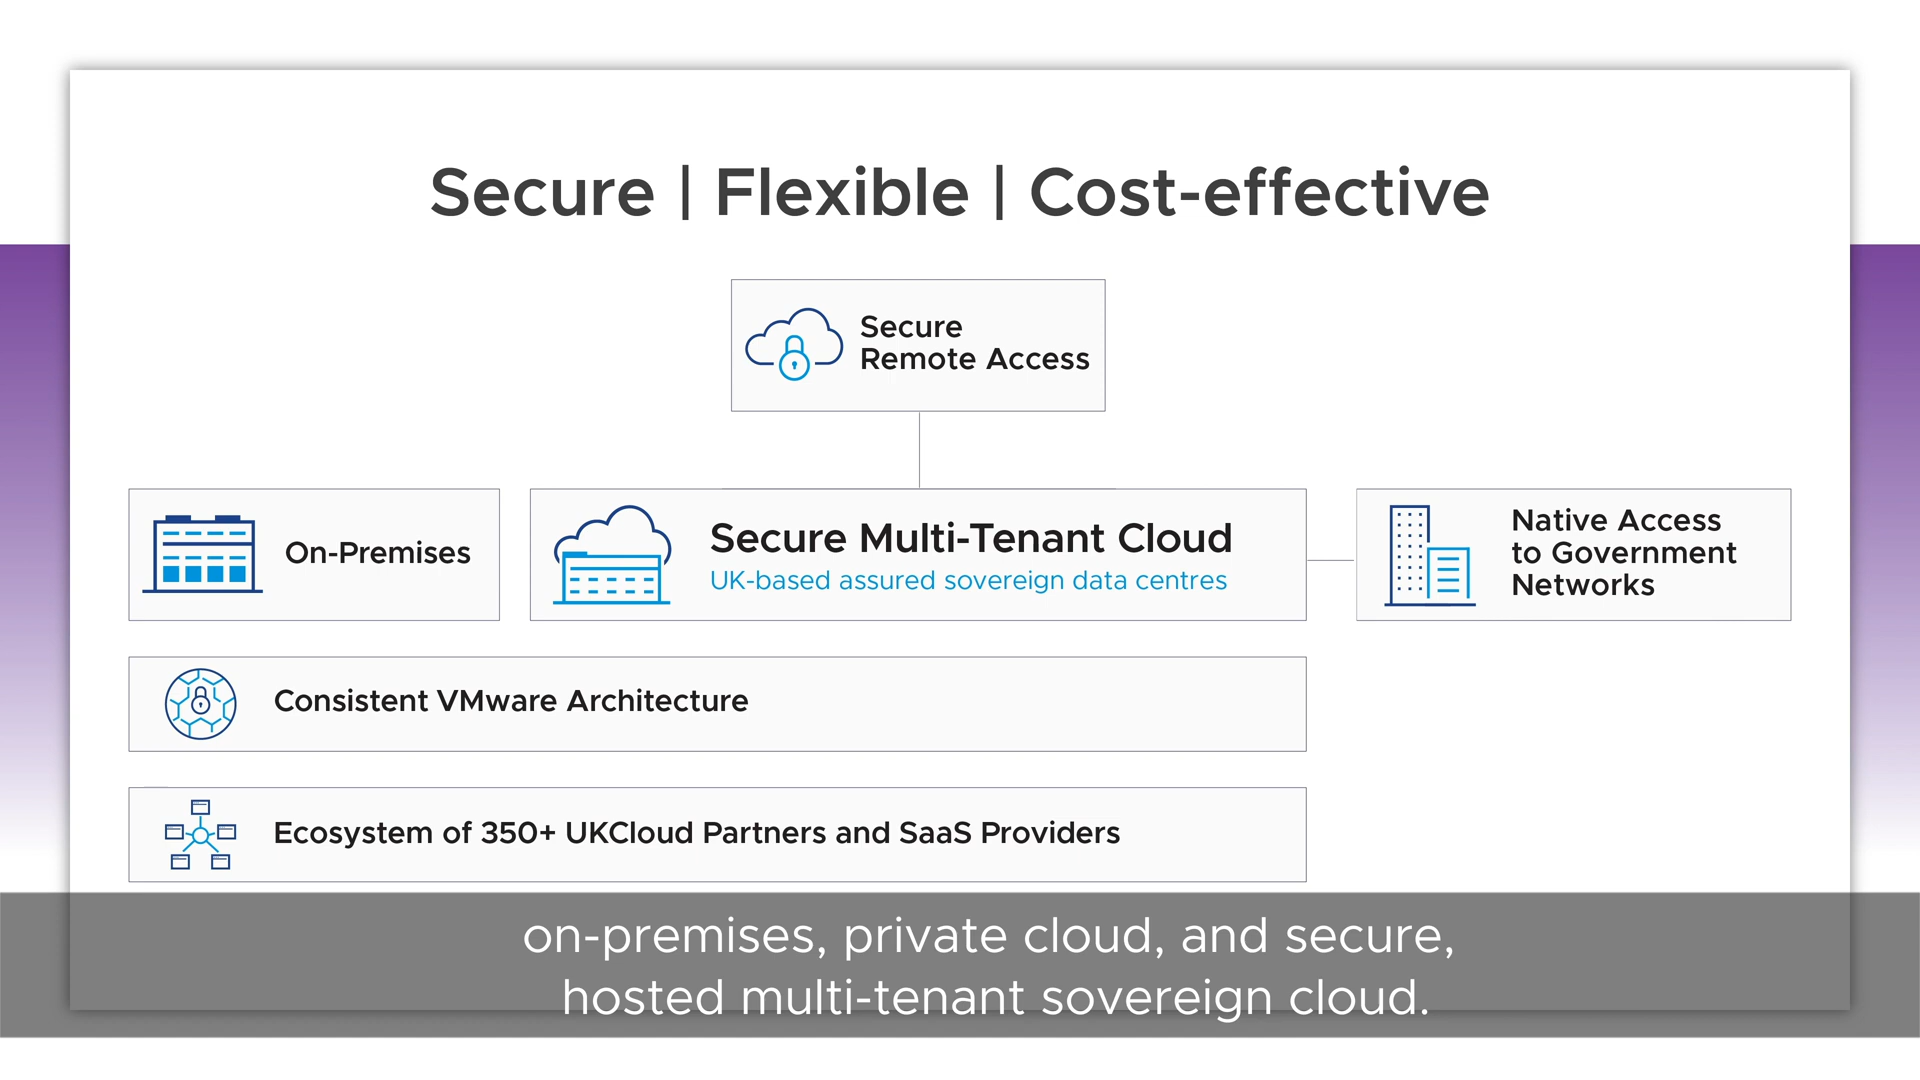 Secure | Flexible | Cost-effective
Secure
Remote Access
On-Premises
Secure Multi-Tenant Cloud
UK-based assured sovereign data centres
Native Access
to Government
Networks
Consistent VMware Architecture
Ecosystem of 350+ UKCloud Partners and SaaS Providers
on-premises, private cloud, and secure,
hosted multi-tenant sovereign cloud.